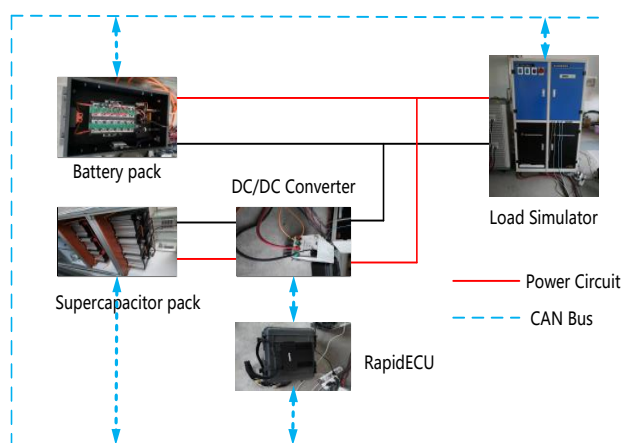 Battery pack
DC/DC Converter
Load Simulator
Supercapacitor pack
Power Circuit
CAN Bus
RapidECU